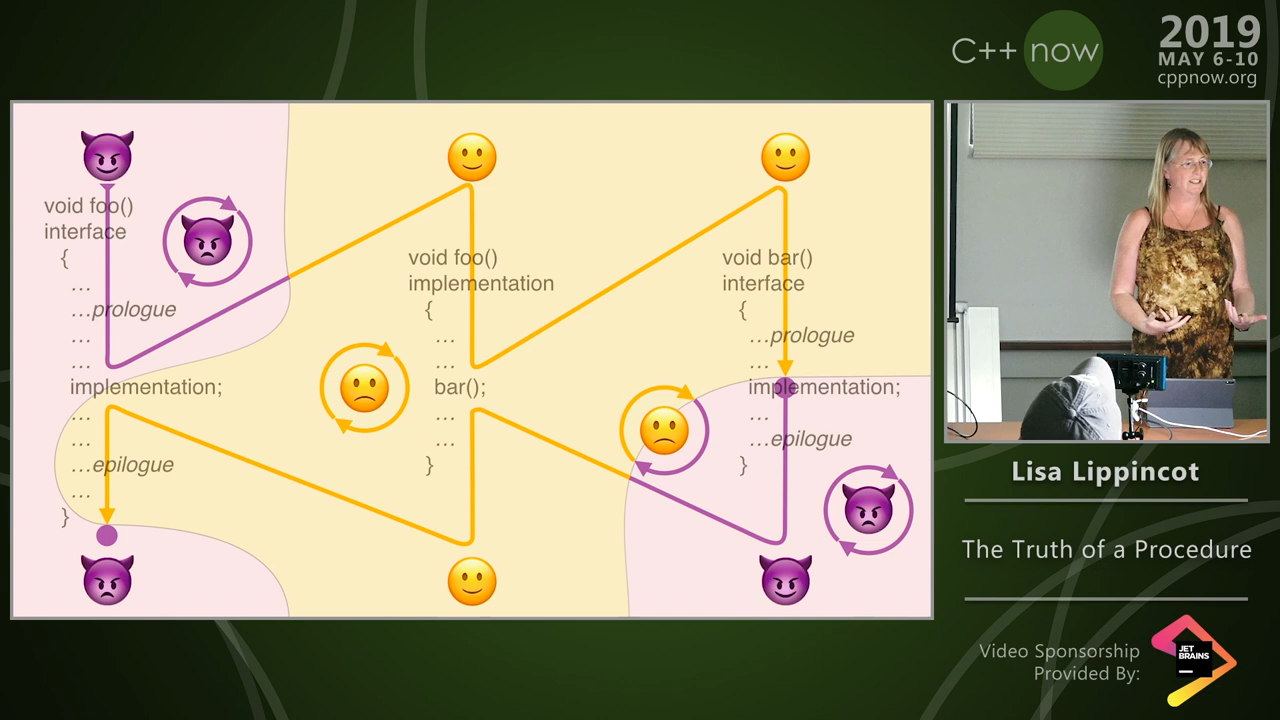 C++ now
2019
MAY 6-10
cppnow.org
void foo()
interface
{
…
…prologue
…
…
implementation;
…
…
…epilogue
…
}
void foo()
implementation
{
…
…
bar();
…
…
}
void bar()
interface
{
…prologue
…
implementation;
…
…epilogue
}
Lisa Lippincot
The Truth of a Procedure
Video Sponsorship
Provided By:
JET
BRAINS